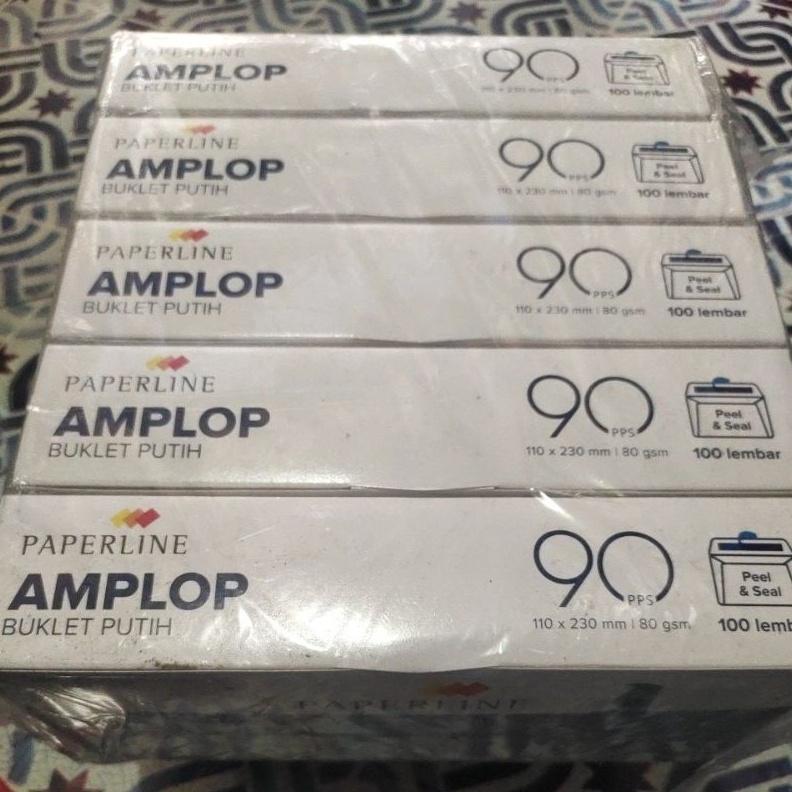 PAPERLINE
AMPLOP
BUKLET PUTIH
90 PPS
110 x 230 mm | 80 gsm
Peel
& Seal
100 lembar
PAPERLINE
AMPLOP
BUKLET PUTIH
90 PPS
110 x 230 mm | 80 gsm
Peel
& Seal
100 lembar
PAPERLINE
AMPLOP
BUKLET PUTIH
90 PPS
110 x 230 mm | 80 gsm
Peel
& Seal
100 lembar
PAPERLINE
AMPLOP
BUKLET PUTIH
90 PPS
110 x 230 mm | 80 gsm
Peel
& Seal
100 lembar
PAPERLINE
AMPLOP
BUKLET PUTIH
90 PPS
110 x 230 mm | 80 gsm
Peel
& Seal
100 lemb
PAPERLINE